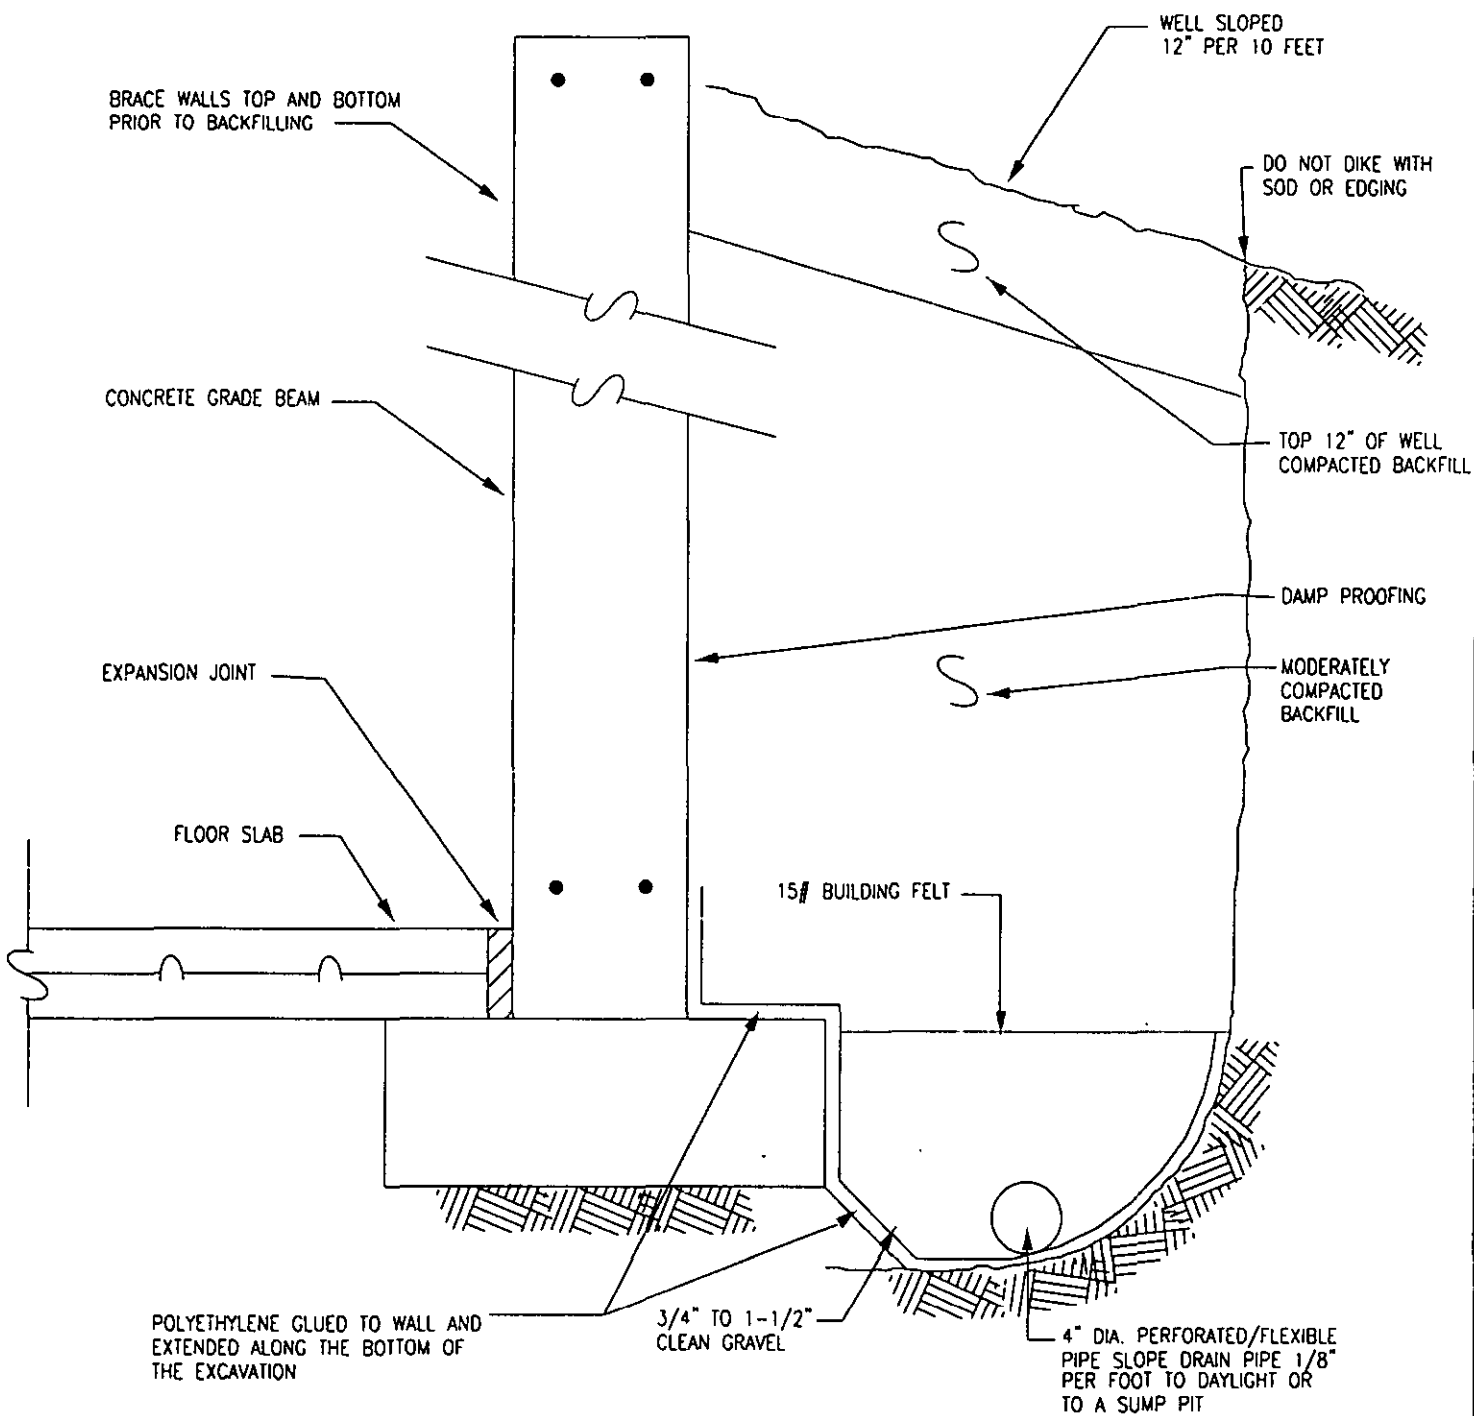 WELL SLOPED
12" PER 10 FEET
BRACE WALLS TOP AND BOTTOM
PRIOR TO BACKFILLING
DO NOT DIKE WITH
SOD OR EDGING
CONCRETE GRADE BEAM
TOP 12" OF WELL
COMPACTED BACKFILL
DAMP PROOFING
EXPANSION JOINT
MODERATELY
COMPACTED
BACKFILL
FLOOR SLAB
15# BUILDING FELT
POLYETHYLENE GLUED TO WALL AND
EXTENDED ALONG THE BOTTOM OF
THE EXCAVATION
3/4" TO 1-1/2"
CLEAN GRAVEL
4" DIA. PERFORATED/FLEXIBLE
PIPE SLOPE DRAIN PIPE 1/8"
PER FOOT TO DAYLIGHT OR
TO A SUMP PIT